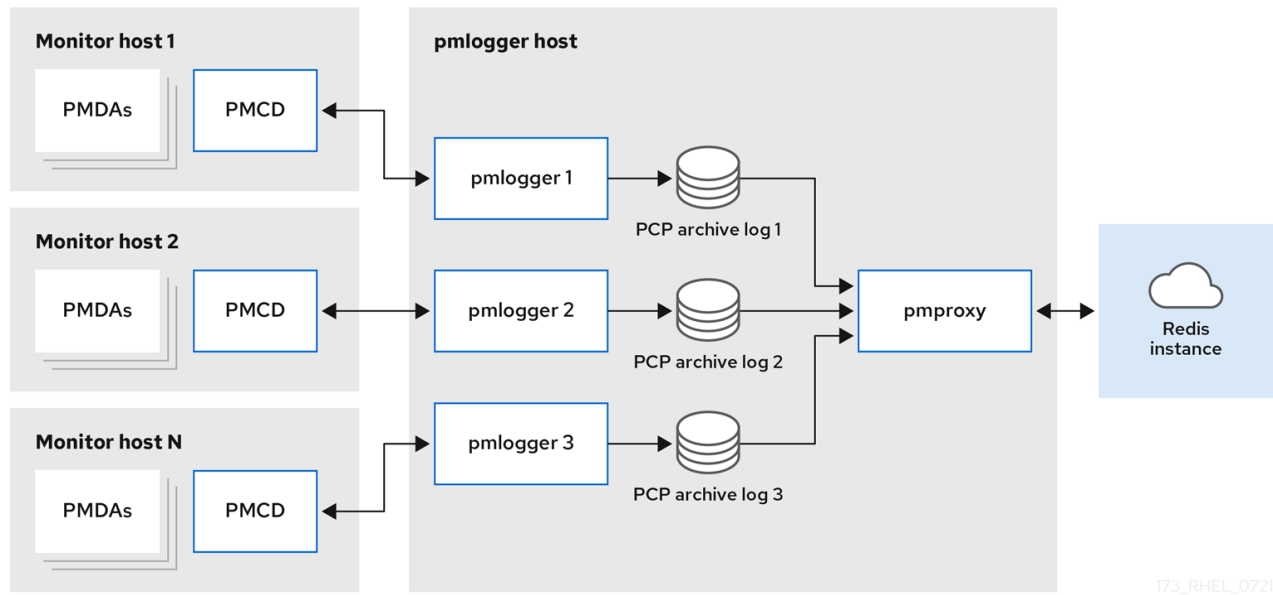 Monitor host 1
PMDAs
PMCD
Monitor host 2
PMDAs
PMCD
Monitor host N
PMDAs
PMCD
pmlogger host
pmlogger 1
PCP archive log 1
pmlogger 2
PCP archive log 2
pmlogger 3
PCP archive log 3
pmproxy
Redis
instance
173_RHEL_0721